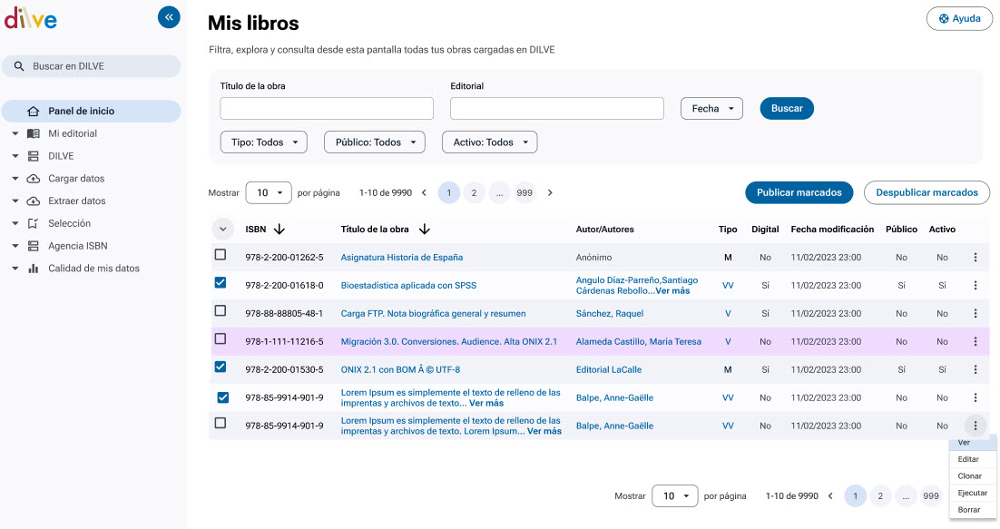 dilve
Buscar en DILVE
Panel de inicio
Mi editorial
DILVE
Cargar datos
Extraer datos
Selección
Agencia ISBN
Calidad de mis datos
Mis libros
Ayuda
Filtra, explora y consulta desde esta pantalla todas tus obras cargadas en DILVE
Título de la obra Editorial
Fecha Buscar
Tipo: Todos Público: Todos Activo: Todos
Mostrar 10 por página 1-10 de 9990 1 2 ... 999 Publicar marcados Despublicar marcados
ISBN Título de la obra Autor/Autores Tipo Digital Fecha modificación Público Activo
978-2-200-01262-5 Asignatura Historia de España Anónimo M No 11/02/2023 23:00 No No
978-2-200-01618-0 Bioestadística aplicada con SPSS Angulo Díaz-Parreño,Santiago
Cárdenas Rebollo...Ver más VV Sí 11/02/2023 23:00 Sí Sí
978-88-88805-48-1 Carga FTP. Nota biográfica general y resumen Sánchez, Raquel V Sí 11/02/2023 23:00 No No
978-1-111-11216-5 Migración 3.0. Conversiones. Audience. Alta ONIX 2.1 Alameda Castillo, María Teresa V No 11/02/2023 23:00 No No
978-2-200-01530-5 ONIX 2.1 con BOM Â © UTF-8 Editorial LaCalle M Sí 11/02/2023 23:00 Sí Sí
978-85-9914-901-9 Lorem Ipsum es simplemente el texto de relleno de las
imprentas y archivos de texto... Ver más Balpe, Anne-Gaëlle VV No 11/02/2023 23:00 No No
978-85-9914-901-9 Lorem Ipsum es simplemente el texto de relleno de las
imprentas y archivos de texto. Lorem Ipsum... Ver más Balpe, Anne-Gaëlle VV No 11/02/2023 23:00 No No
Ver
Editar
Clonar
Ejecutar
Borrar
Mostrar 10 por página 1-10 de 9990 1 2 ... 999